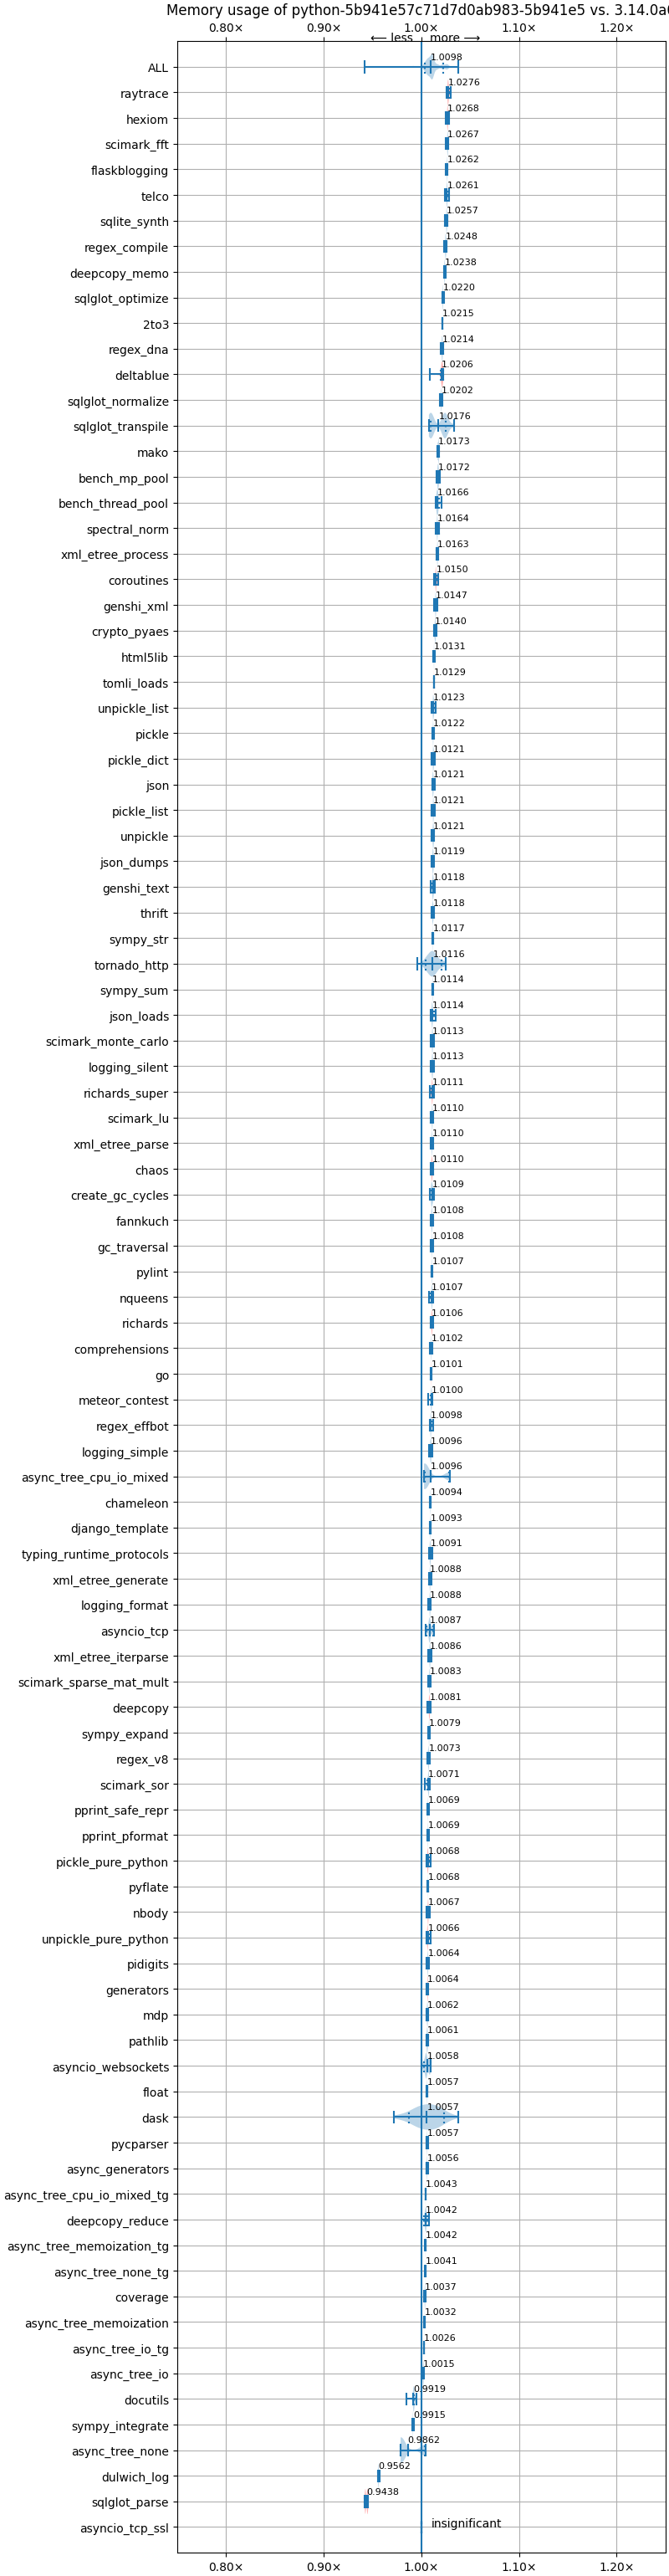 Memory usage of python-5b941e57c71d7d0ab983-5b941e5 vs. 3.14.0a
0.80× 0.90× 1.00× 1.10× 1.20×
⟵ less more ⟶
ALL 1.0098
raytrace 1.0276
hexiom 1.0268
scimark_fft 1.0267
flaskblogging 1.0262
telco 1.0261
sqlite_synth 1.0257
regex_compile 1.0248
deepcopy_memo 1.0238
sqlglot_optimize 1.0220
2to3 1.0215
regex_dna 1.0214
deltablue 1.0206
sqlglot_normalize 1.0202
sqlglot_transpile 1.0176
mako 1.0173
bench_mp_pool 1.0172
bench_thread_pool 1.0166
spectral_norm 1.0164
xml_etree_process 1.0163
coroutines 1.0150
genshi_xml 1.0147
crypto_pyaes 1.0140
html5lib 1.0131
tomli_loads 1.0129
unpickle_list 1.0123
pickle 1.0122
pickle_dict 1.0121
json 1.0121
pickle_list 1.0121
unpickle 1.0121
json_dumps 1.0119
genshi_text 1.0118
thrift 1.0118
sympy_str 1.0117
tornado_http 1.0116
sympy_sum 1.0114
json_loads 1.0114
scimark_monte_carlo 1.0113
logging_silent 1.0113
richards_super 1.0111
scimark_lu 1.0110
xml_etree_parse 1.0110
chaos 1.0110
create_gc_cycles 1.0109
fannkuch 1.0108
gc_traversal 1.0108
pylint 1.0107
nqueens 1.0107
richards 1.0106
comprehensions 1.0102
go 1.0101
meteor_contest 1.0100
regex_effbot 1.0098
logging_simple 1.0096
async_tree_cpu_io_mixed 1.0096
chameleon 1.0094
django_template 1.0093
typing_runtime_protocols 1.0091
xml_etree_generate 1.0088
logging_format 1.0088
asyncio_tcp 1.0087
xml_etree_iterparse 1.0086
scimark_sparse_mat_mult 1.0083
deepcopy 1.0081
sympy_expand 1.0079
regex_v8 1.0073
scimark_sor 1.0071
pprint_safe_repr 1.0069
pprint_pformat 1.0069
pickle_pure_python 1.0068
pyflate 1.0068
nbody 1.0067
unpickle_pure_python 1.0066
pidigits 1.0064
generators 1.0064
mdp 1.0062
pathlib 1.0061
asyncio_websockets 1.0058
float 1.0057
dask 1.0057
pycparser 1.0057
async_generators 1.0056
async_tree_cpu_io_mixed_tg 1.0043
deepcopy_reduce 1.0042
async_tree_memoization_tg 1.0042
async_tree_none_tg 1.0041
coverage 1.0037
async_tree_memoization 1.0032
async_tree_io_tg 1.0026
async_tree_io 1.0015
docutils 0.9919
sympy_integrate 0.9915
async_tree_none 0.9862
dulwich_log 0.9562
sqlglot_parse 0.9438
asyncio_tcp_ssl insignificant
0.80× 0.90× 1.00× 1.10× 1.20×